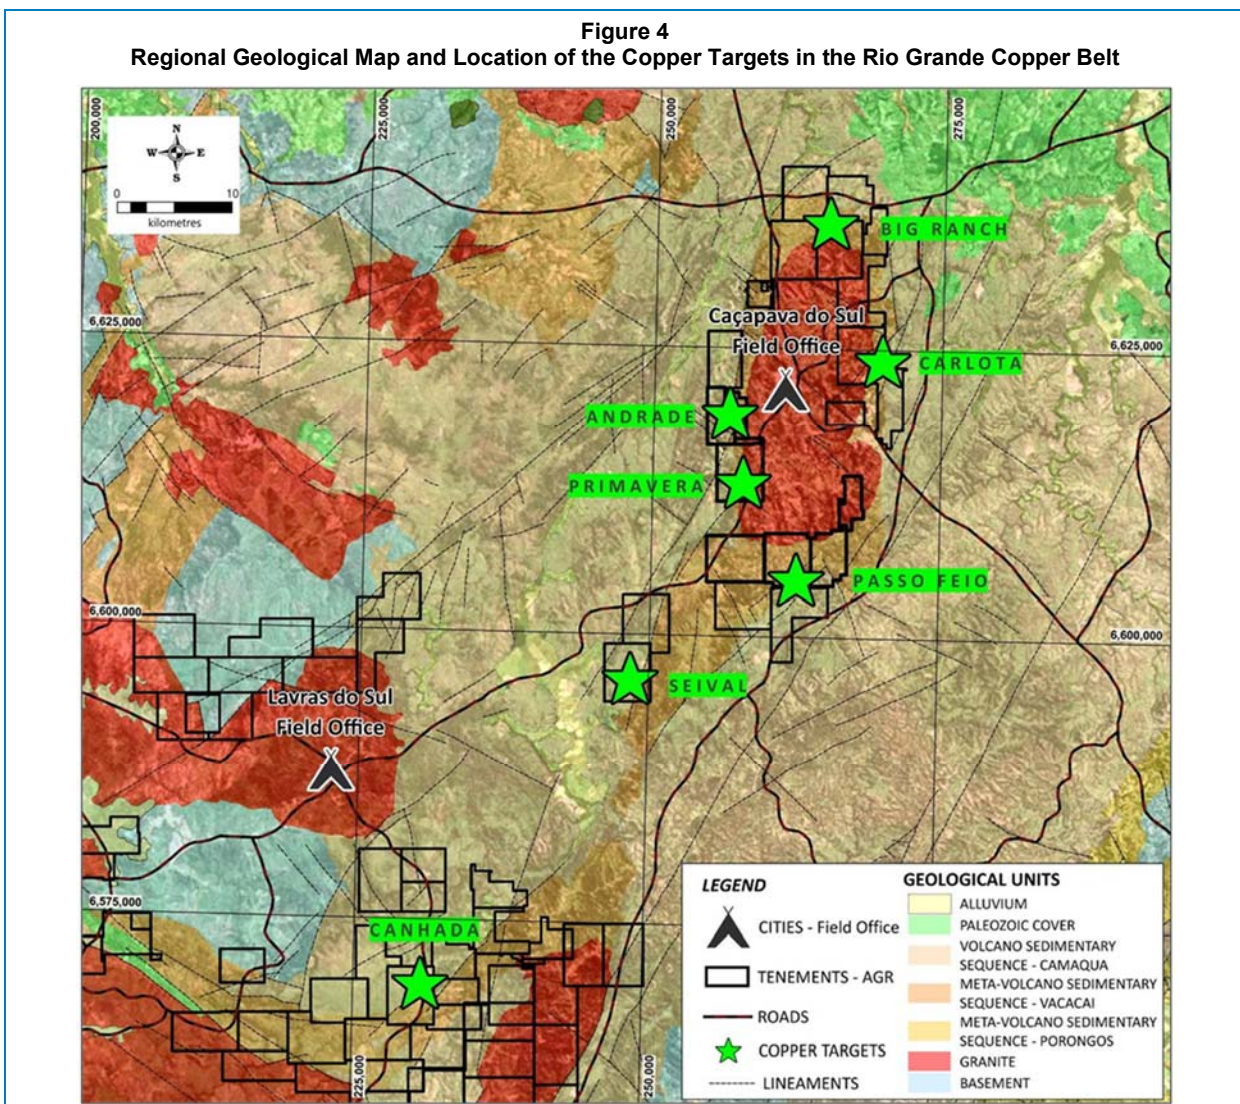 Figure 4
Regional Geological Map and Location of the Copper Targets in the Rio Grande Copper Belt
200,000
225,000
250,000
275,000
N
W E
S
0 10
kilometres
BIG RANCH
6,625,000
Caçapava do Sul
Field Office
6,625,000
CARLOTA
ANDRADE
PRIMAVERA
PASSO FEIO
6,600,000
6,600,000
SEIVAL
Lavras do Sul
Field Office
6,575,000
CANHADA
225,000
250,000
LEGEND
CITIES - Field Office
TENEMENTS - AGR
ROADS
COPPER TARGETS
LINEAMENTS
GEOLOGICAL UNITS
ALLUVIUM
PALEOZOIC COVER
VOLCANO SEDIMENTARY
SEQUENCE - CAMAQUA
META-VOLCANO SEDIMENTARY
SEQUENCE - VACACAI
META-VOLCANO SEDIMENTARY
SEQUENCE - PORONGOS
GRANITE
BASEMENT